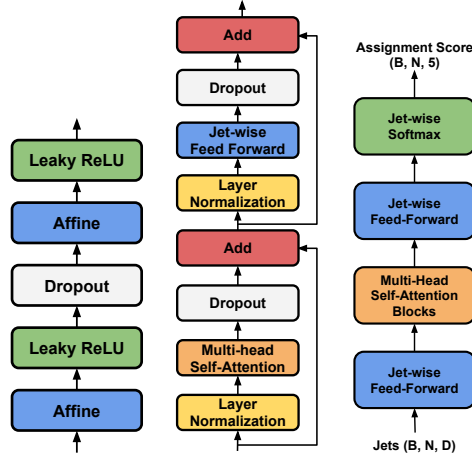 Leaky ReLU
Affine
Dropout
Leaky ReLU
Affine
Add
Dropout
Jet-wise
Feed Forward
Layer
Normalization
Add
Dropout
Multi-head
Self-Attention
Layer
Normalization
Assignment Score
(B, N, 5)
Jet-wise
Softmax
Jet-wise
Feed-Forward
Multi-Head
Self-Attention
Blocks
Jet-wise
Feed-Forward
Jets (B, N, D)